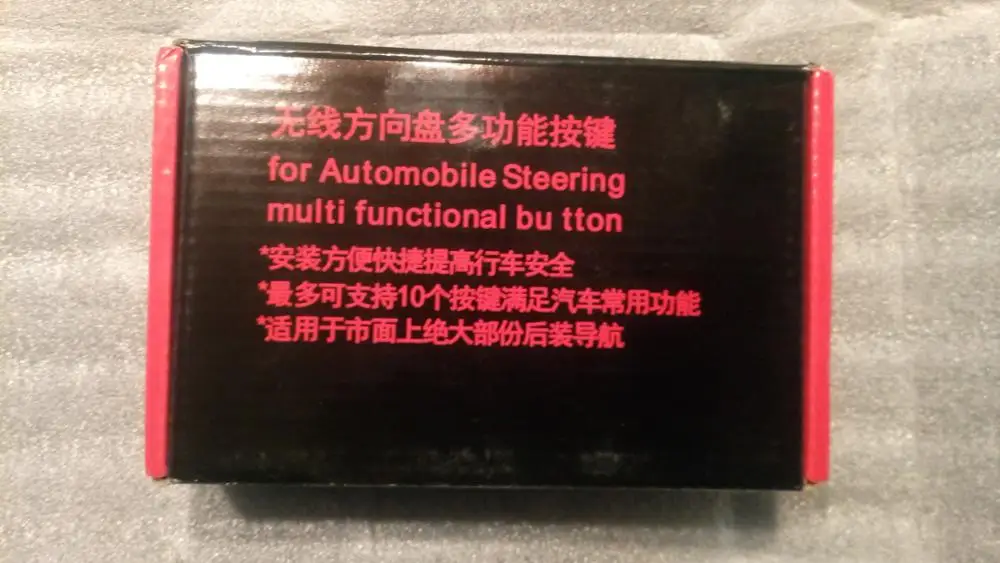 无线方向盘多功能按键
for Automobile Steering
multi functional bu tton
*安装方便快捷提高行车安全
*最多可支持10个按键满足汽车常用功能
*适用于市面上绝大部份后装导航